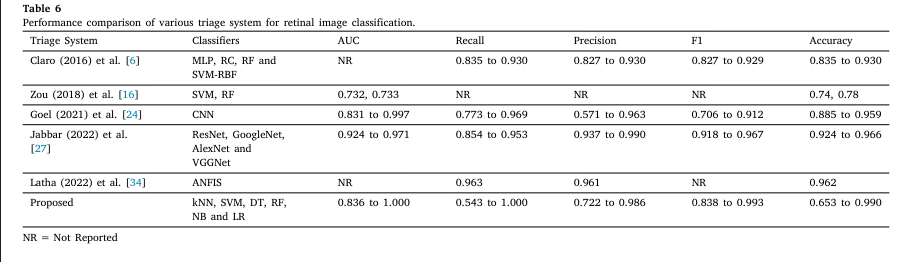 Table 6
Performance comparison of various triage system for retinal image classification.
Triage System Classifiers AUC Recall Precision F1 Accuracy
Claro (2016) et al. [6] MLP, RC, RF and NR 0.835 to 0.930 0.827 to 0.930 0.827 to 0.929 0.835 to 0.930
SVM-RBF
Zou (2018) et al. [16] SVM, RF 0.732, 0.733 NR NR NR 0.74, 0.78
Goel (2021) et al. [24] CNN 0.831 to 0.997 0.773 to 0.969 0.571 to 0.963 0.706 to 0.912 0.885 to 0.959
Jabbar (2022) et al. ResNet, GoogleNet, 0.924 to 0.971 0.854 to 0.953 0.937 to 0.990 0.918 to 0.967 0.924 to 0.966
[27] AlexNet and
VGGNet
Latha (2022) et al. [34] ANFIS NR 0.963 0.961 NR 0.962
Proposed kNN, SVM, DT, RF, 0.836 to 1.000 0.543 to 1.000 0.722 to 0.986 0.838 to 0.993 0.653 to 0.990
NB and LR
NR = Not Reported